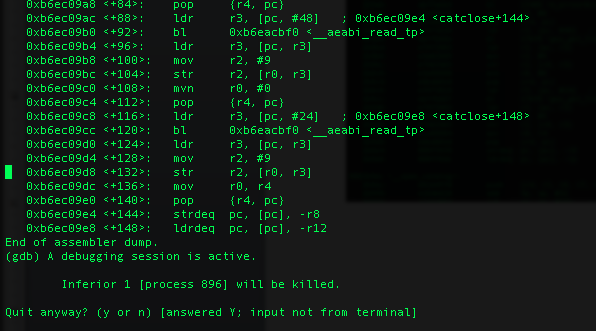 0xb6ec09a8 <+84>: pop {r4, pc}
0xb6ec09ac <+88>: ldr r3, [pc, #48] ; 0xb6ec09e4 <catclose+144>
0xb6ec09b0 <+92>: bl 0xb6eacbf0 <__aeabi_read_tp>
0xb6ec09b4 <+96>: ldr r3, [pc, r3]
0xb6ec09b8 <+100>: mov r2, #9
0xb6ec09bc <+104>: str r2, [r0, r3]
0xb6ec09c0 <+108>: mvn r0, #0
0xb6ec09c4 <+112>: pop {r4, pc}
0xb6ec09c8 <+116>: ldr r3, [pc, #24] ; 0xb6ec09e8 <catclose+148>
0xb6ec09cc <+120>: bl 0xb6eacbf0 <__aeabi_read_tp>
0xb6ec09d0 <+124>: ldr r3, [pc, r3]
0xb6ec09d4 <+128>: mov r2, #9
0xb6ec09d8 <+132>: str r2, [r0, r3]
0xb6ec09dc <+136>: mov r0, r4
0xb6ec09e0 <+140>: pop {r4, pc}
0xb6ec09e4 <+144>: strdeq pc, [pc], -r8
0xb6ec09e8 <+148>: ldrdeq pc, [pc], -r12
End of assembler dump.
(gdb) A debugging session is active.
Inferior 1 [process 896] will be killed.
Quit anyway? (y or n) [answered Y; input not from terminal]